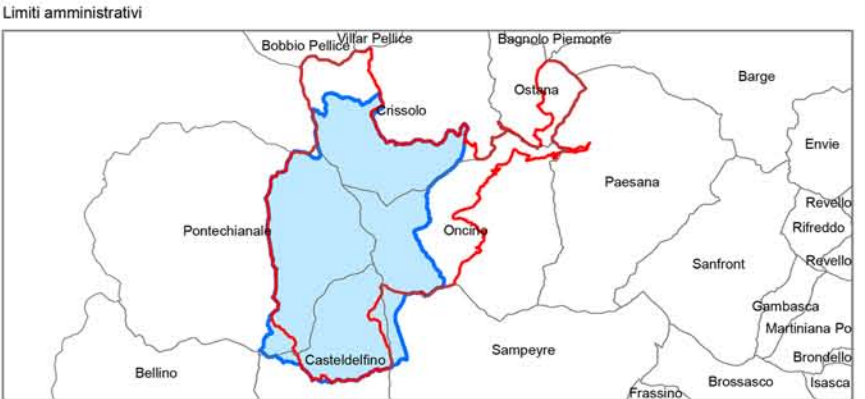 Limiti amministrativi
Villar Pellice
Bobbio Pellice
Bagnolo Piemonte
Barge
Ostana
Crissolo
Envie
Paesana
Revello
Pontechianale
Oncino
Rifreddo
Sanfront
Revello
Gambasca
Martiniana Po
Sampeyre
Casteldelfino
Brondello
Bellino
Brossasco
Isasca
Frassino